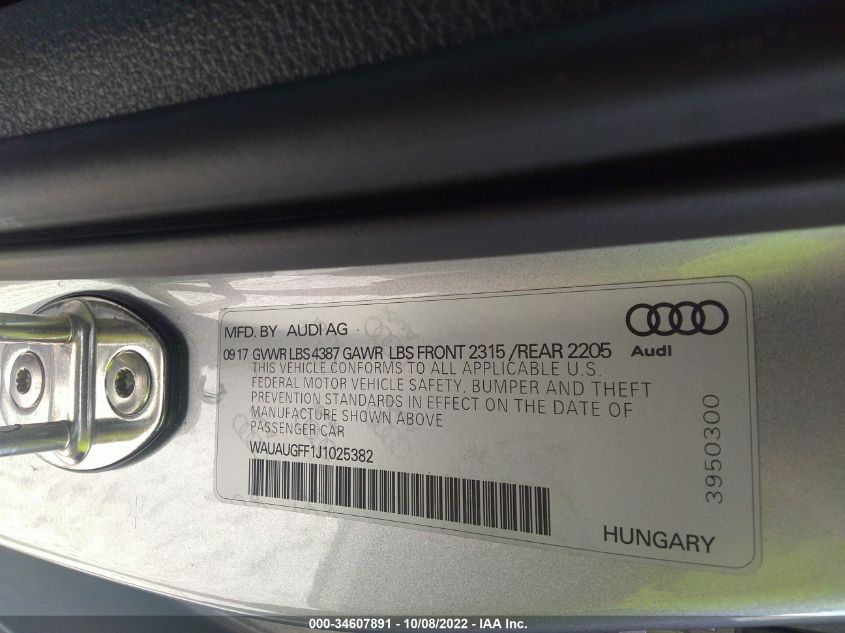 MFD. BY AUDI AG
09 17 GVWR LBS 4387 GAWR LBS FRONT 2315 /REAR 2205
THIS VEHICLE CONFORMS TO ALL APPLICABLE U.S.
FEDERAL MOTOR VEHICLE SAFETY, BUMPER AND THEFT
PREVENTION STANDARDS IN EFFECT ON THE DATE OF
MANUFACTURE SHOWN ABOVE
PASSENGER CAR
WAUAUGFF1J1025382
Audi
3950300
HUNGARY
000-34607891 - 10/08/2022 - IAA Inc.